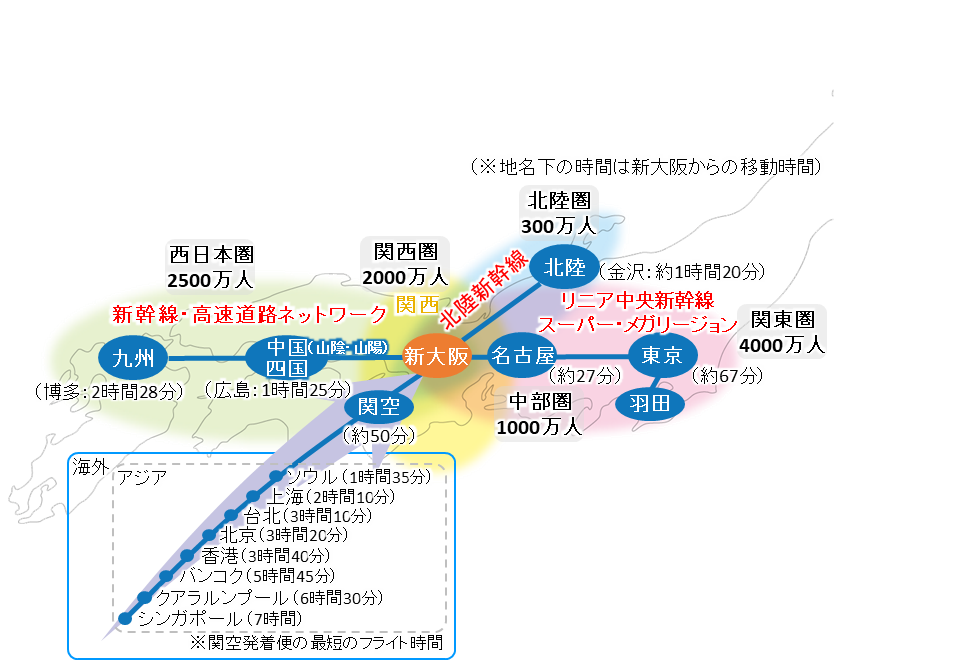 （※地名下の時間は新大阪からの移動時間）
北陸圏
300万人
西日本圏
2500万人
関西圏
2000万人
関西
北陸新幹線
北陸
（金沢：約1時間20分）
新幹線・高速道路ネットワーク
リニア中央新幹線
スーパー・メガリージョン
関東圏
4000万人
九州
中国（山陰・山陽）
四国
新大阪
名古屋
東京
（博多：2時間28分）
（広島：1時間25分）
（約27分）
（約67分）
関空
羽田
（約50分）
中部圏
1000万人
海外
アジア
ソウル（1時間35分）
上海（2時間10分）
台北（3時間10分）
北京（3時間20分）
香港（3時間40分）
バンコク（5時間45分）
クアラルンプール（6時間30分）
シンガポール（7時間）
※関空発着便の最短のフライト時間